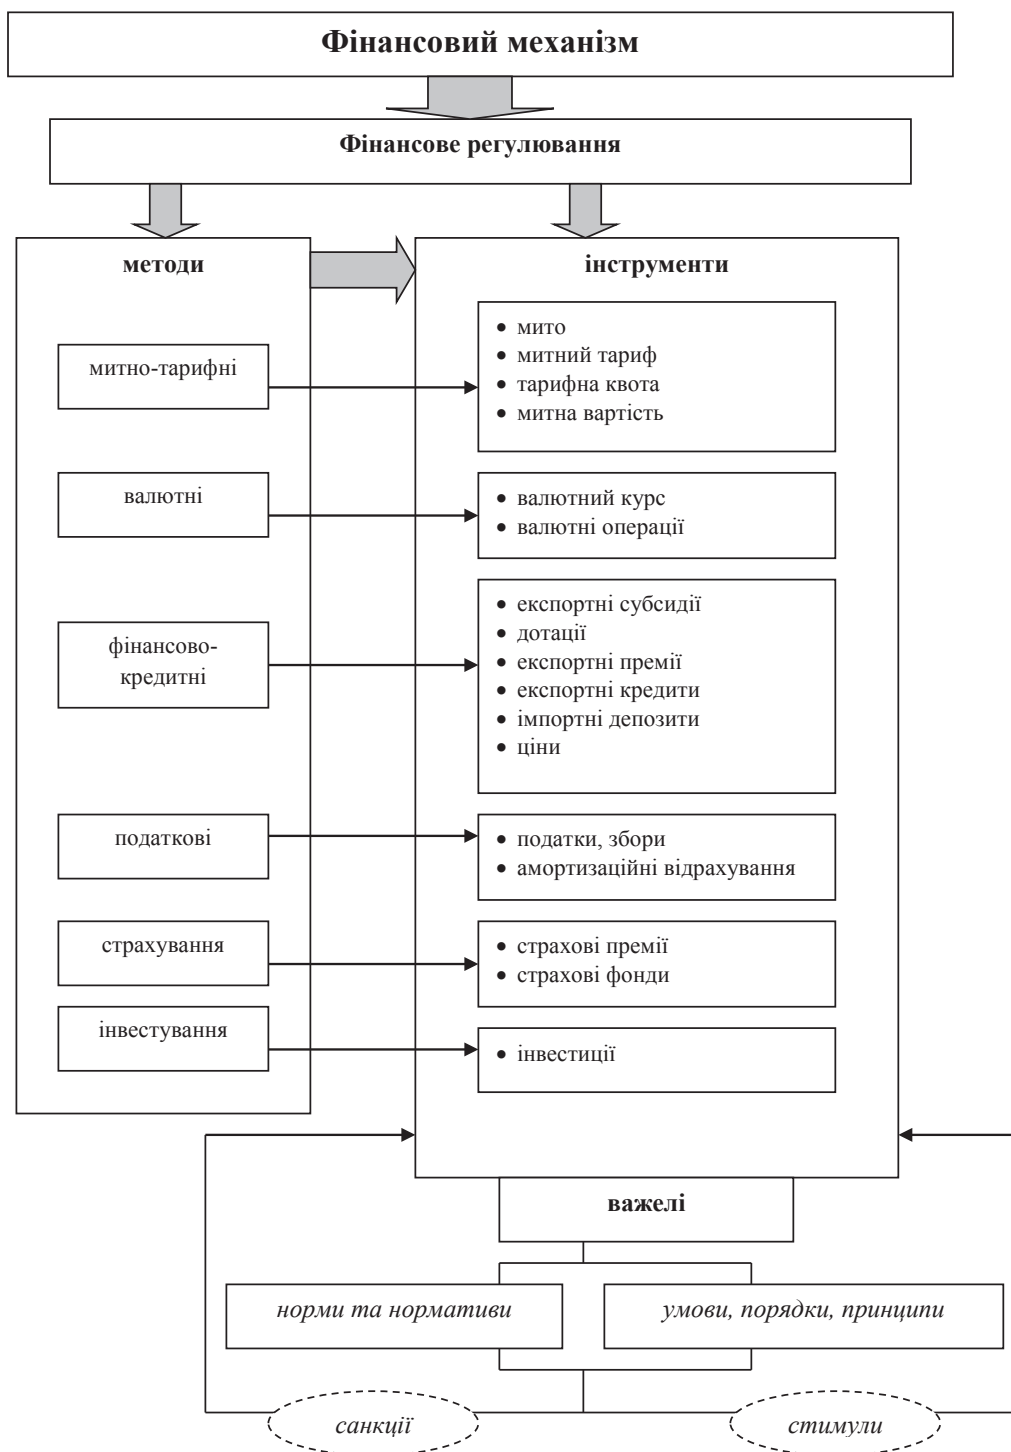 Фінансовий механізм
Фінансове регулювання
методи
інструменти
митно-тарифні
• мито
• митний тариф
• тарифна квота
• митна вартість
валютні
• валютний курс
• валютні операції
фінансово-
кредитні
• експортні субсидії
• дотації
• експортні премії
• експортні кредити
• імпортні депозити
• ціни
податкові
• податки, збори
• амортизаційні відрахування
страхування
• страхові премії
• страхові фонди
інвестування
• інвестиції
важелі
норми та нормативи
умови, порядки, принципи
санкції
стимули